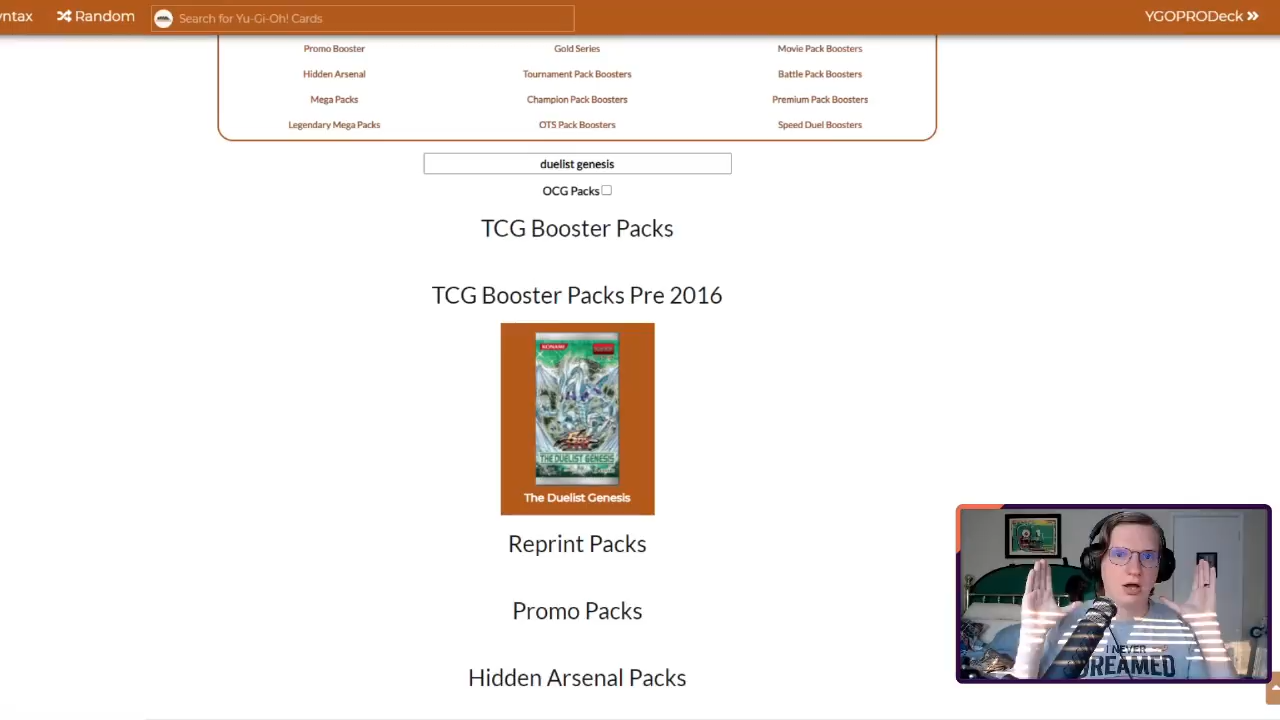 yntax
Random
Search for Yu-Gi-Oh! Cards
YGOPRODeck
Promo Booster
Gold Series
Movie Pack Boosters
Hidden Arsenal
Tournament Pack Boosters
Battle Pack Boosters
Mega Packs
Champion Pack Boosters
Premium Pack Boosters
Legendary Mega Packs
OTS Pack Boosters
Speed Duel Boosters
duelist genesis
OCG Packs
TCG Booster Packs
TCG Booster Packs Pre 2016
KONAMI
THE DUELIST GENESIS
The Duelist Genesis
Reprint Packs
Promo Packs
Hidden Arsenal Packs
I NEVER
DREAMED